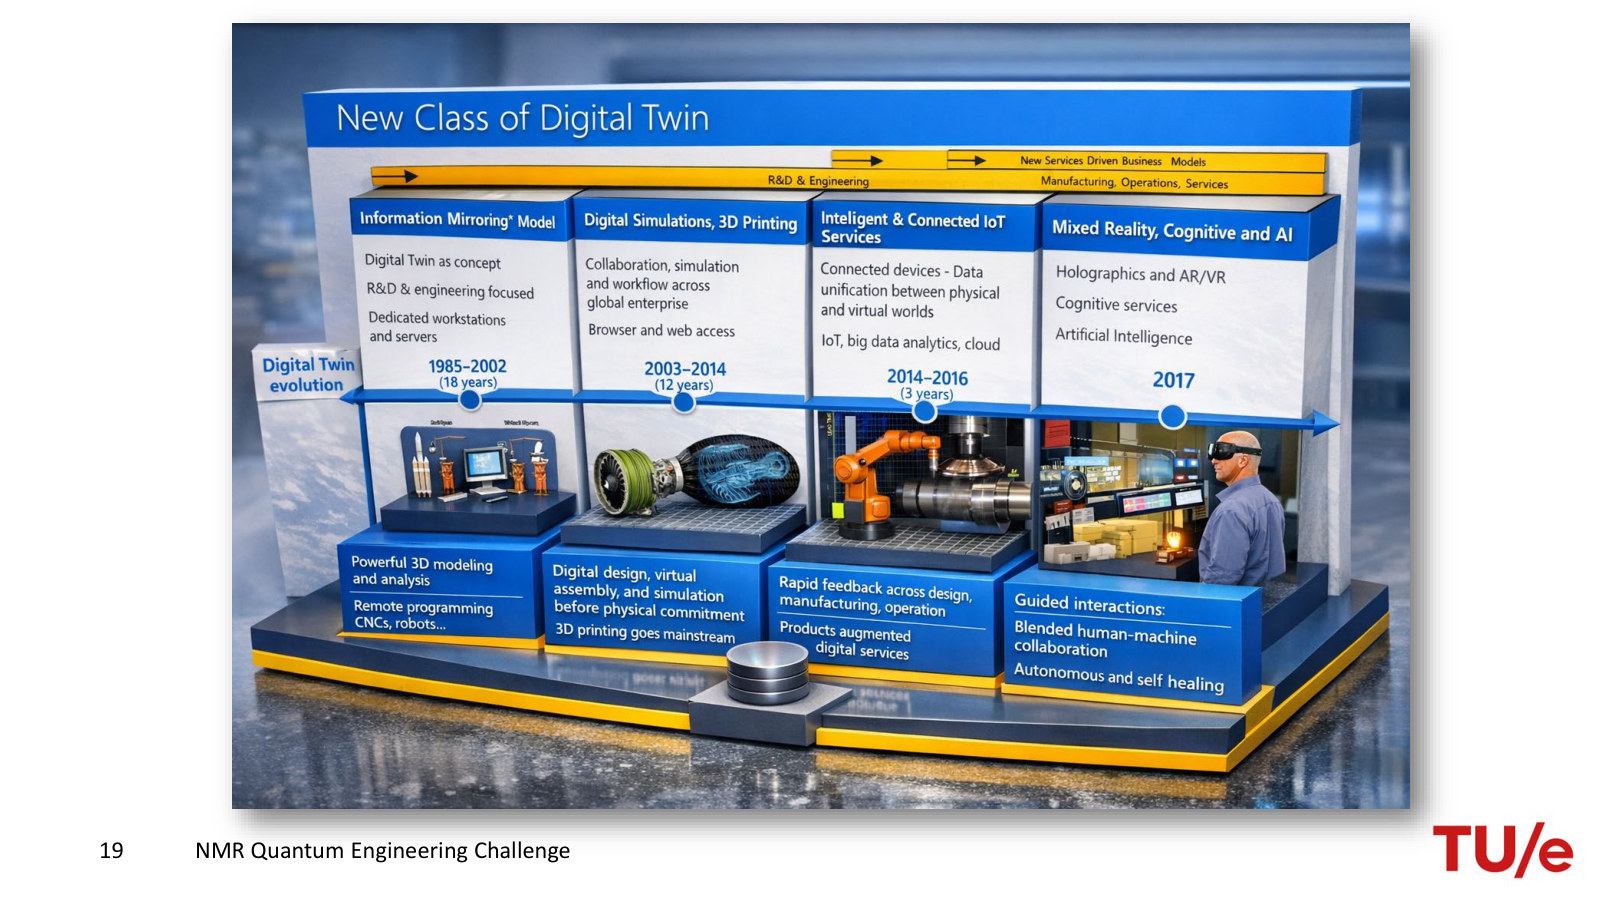 New Class of Digital Twin
New Services Driven Business Models
R&D & Engineering
Manufacturing, Operations, Services
Information Mirroring* Model
Digital Twin as concept
R&D & engineering focused
Dedicated workstations
and servers
1985–2002
(18 years)
Digital Simulations, 3D Printing
Collaboration, simulation
and workflow across
global enterprise
Browser and web access
2003–2014
(12 years)
Inteligent & Connected IoT
Services
Connected devices - Data
unification between physical
and virtual worlds
IoT, big data analytics, cloud
2014–2016
(3 years)
Mixed Reality, Cognitive and AI
Holographics and AR/VR
Cognitive services
Artificial Intelligence
2017
Digital Twin
evolution
Powerful 3D modeling
and analysis
Remote programming
CNCs, robots...
Digital design, virtual
assembly, and simulation
before physical commitment
3D printing goes mainstream
Rapid feedback across design,
manufacturing, operation
Products augmented
digital services
Guided interactions:
Blended human-machine
collaboration
Autonomous and self healing
19
NMR Quantum Engineering Challenge
TU/e